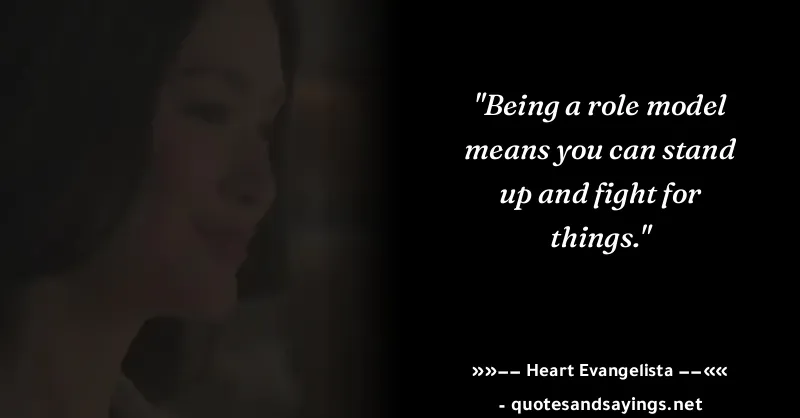 "Being a role model
means you can stand
up and fight for
things."
»»–– Heart Evangelista ––««
- quotesandsayings.net